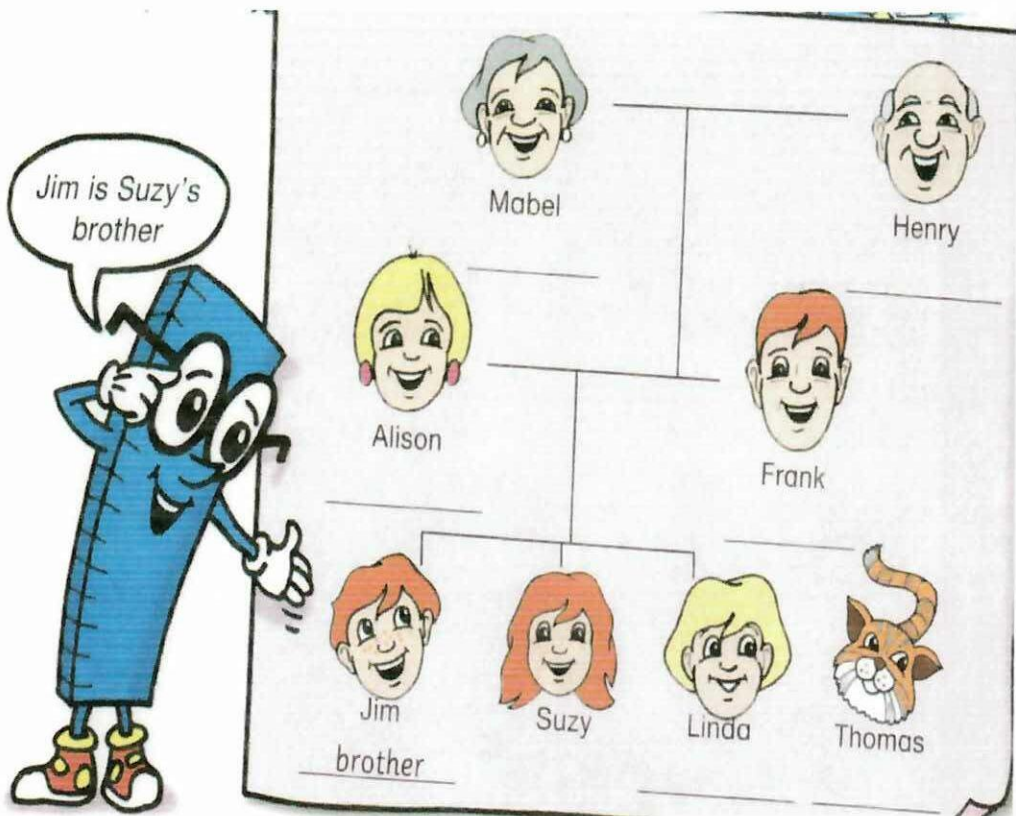 Jim is Suzy's
brother
Mabel
Henry
Alison
Frank
Jim
Suzy
Linda
Thomas
brother